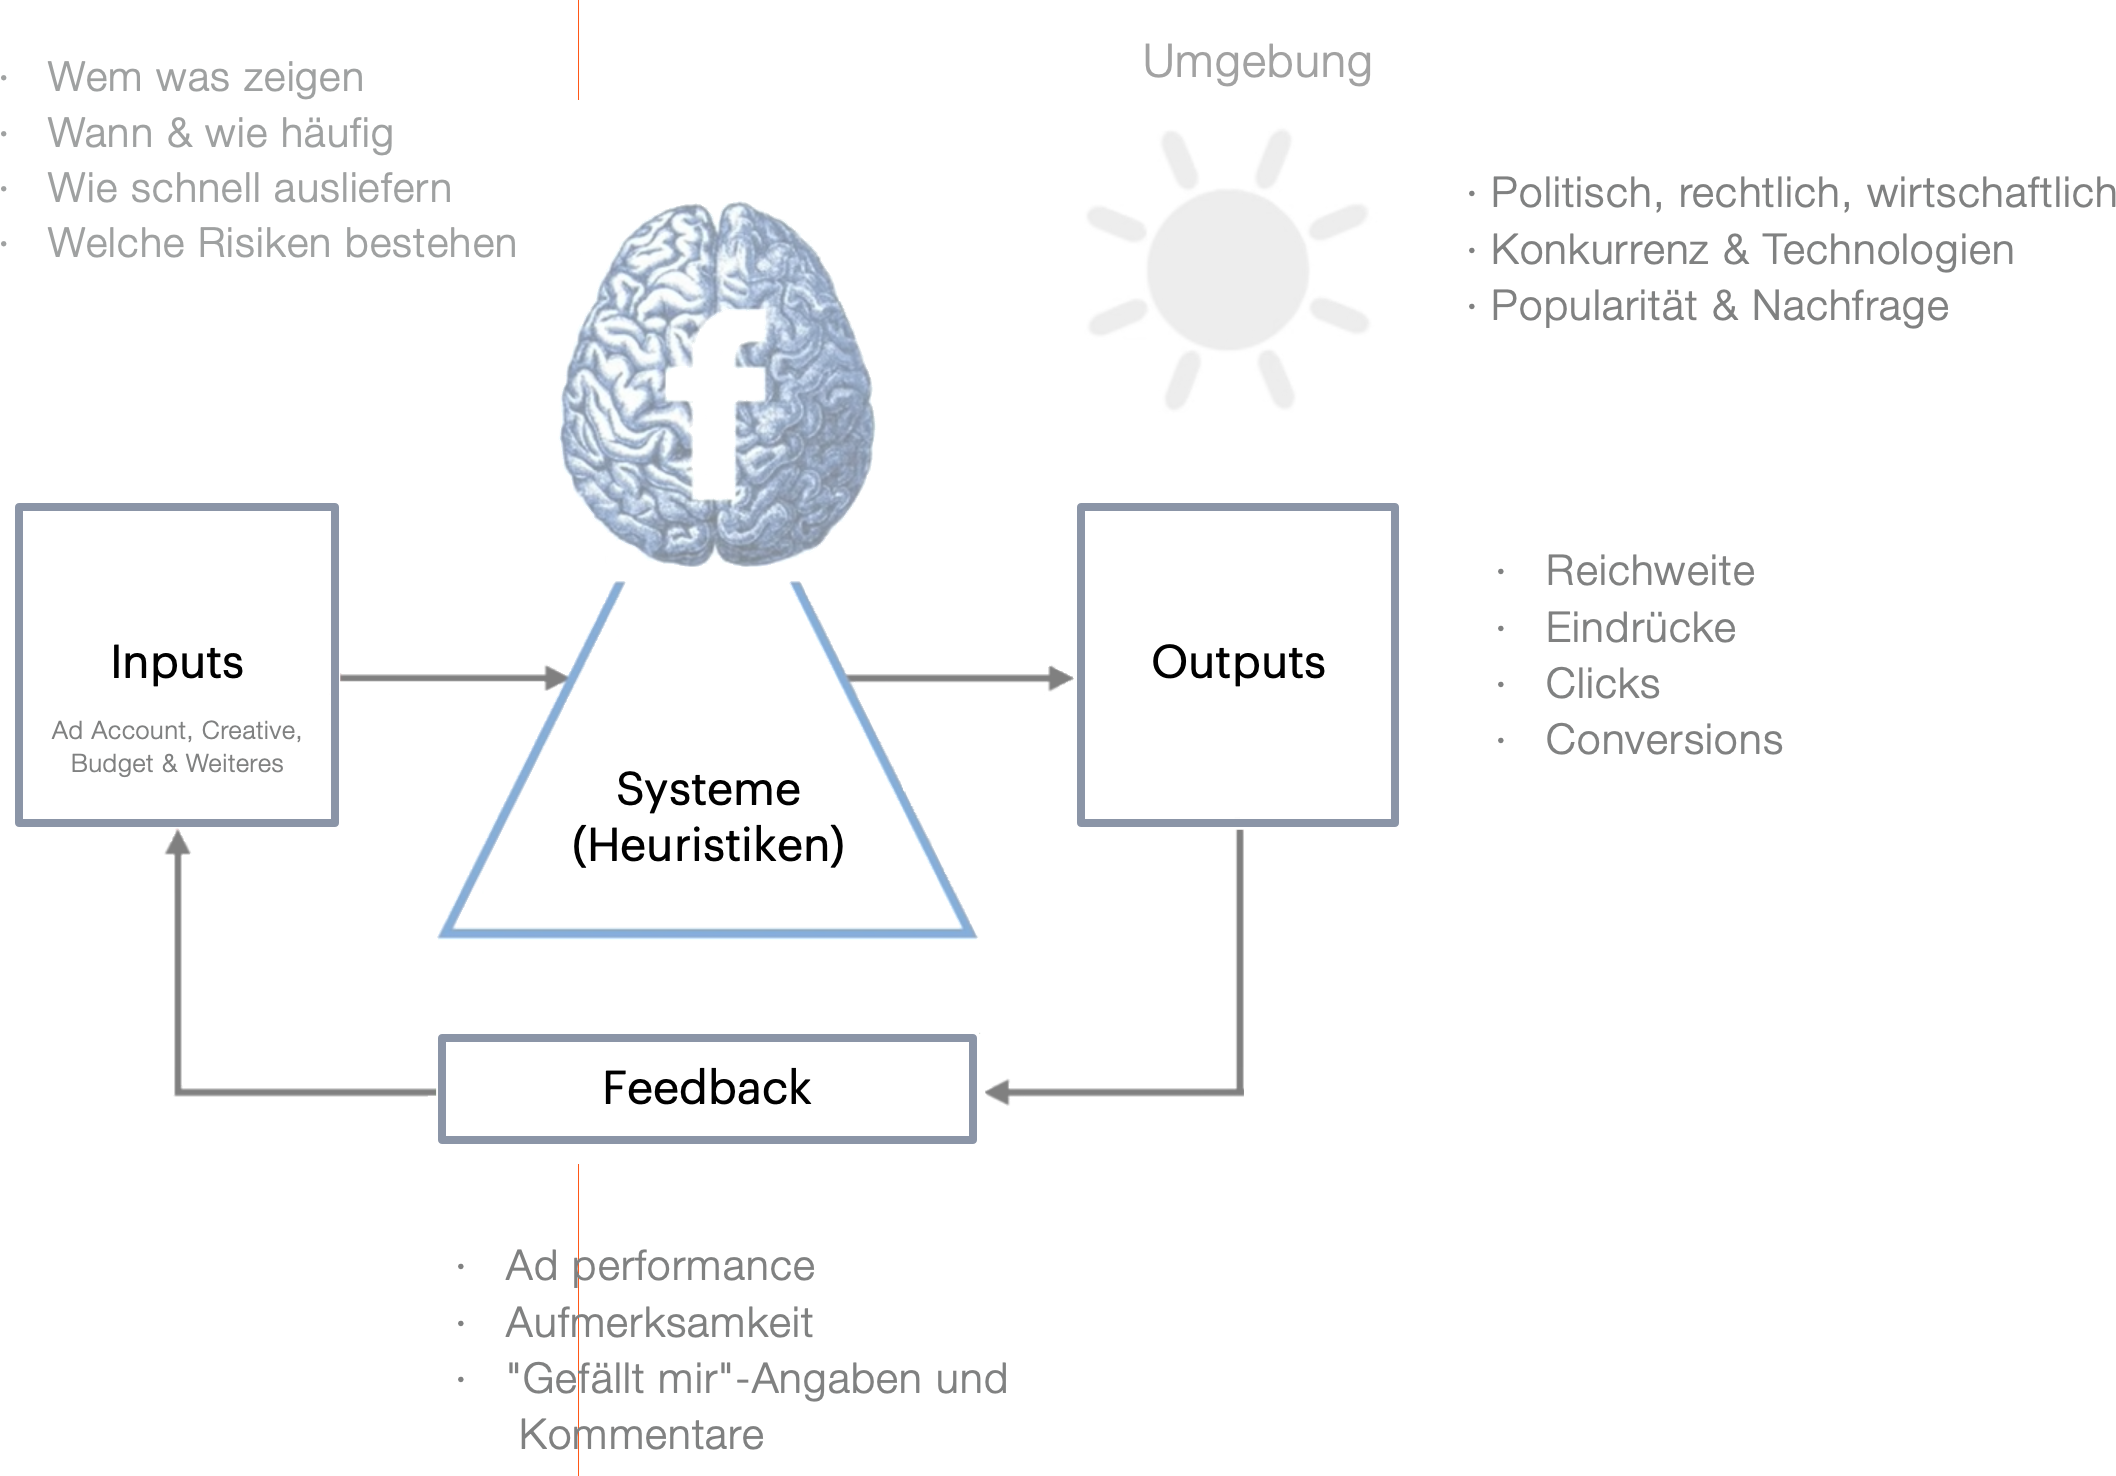 · Wem was zeigen
· Wann & wie häufig
· Wie schnell ausliefern
· Welche Risiken bestehen
Umgebung
· Politisch, rechtlich, wirtschaftlich
· Konkurrenz & Technologien
· Popularität & Nachfrage
f
Inputs
Ad Account, Creative,
Budget & Weiteres
Systeme
(Heuristiken)
Outputs
· Reichweite
· Eindrücke
· Clicks
· Conversions
Feedback
· Ad performance
· Aufmerksamkeit
· "Gefällt mir"-Angaben und
Kommentare